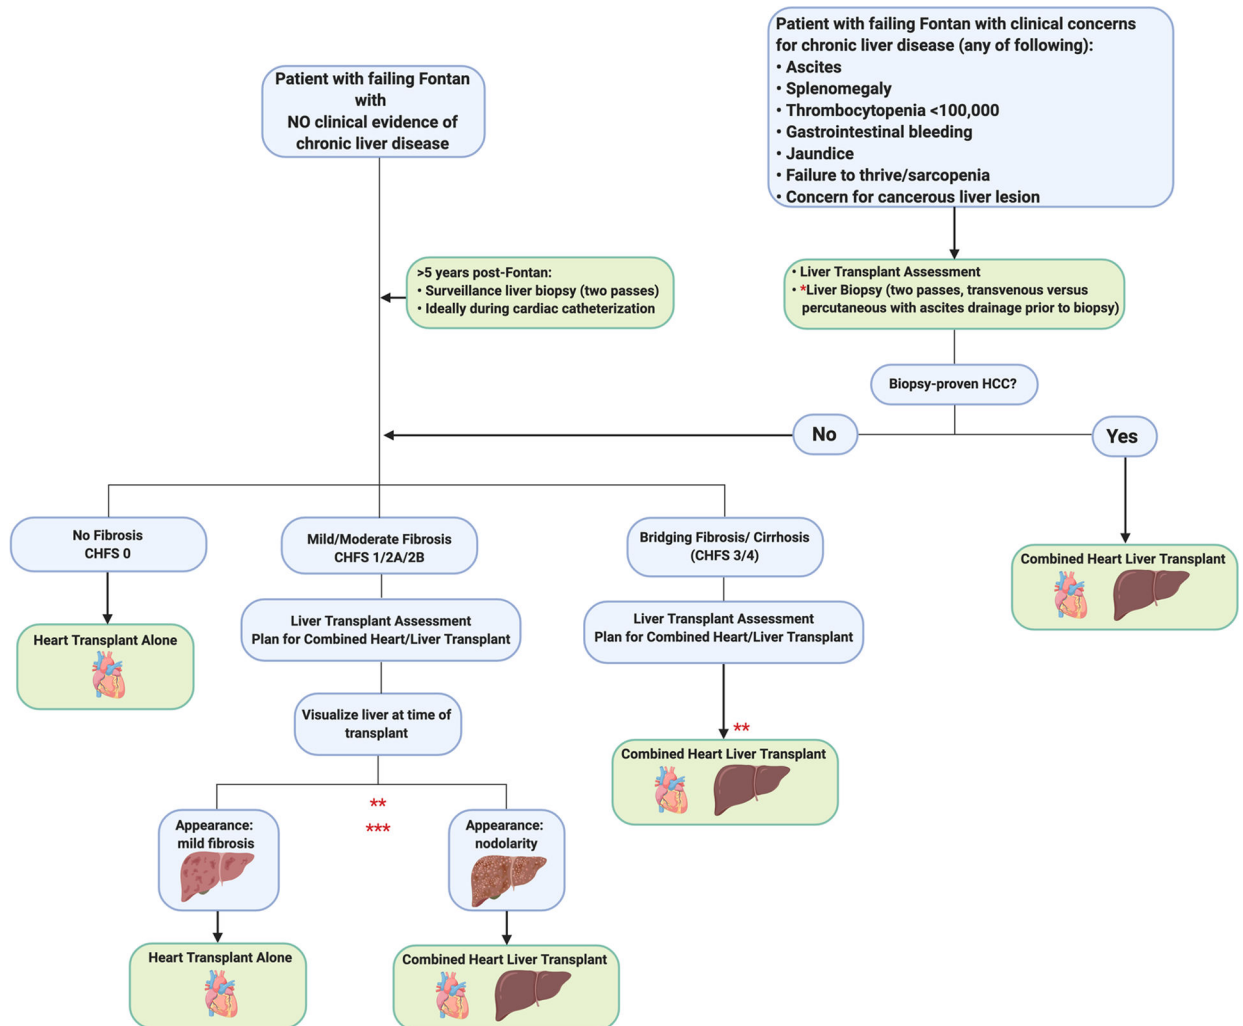 Patient with failing Fontan
with
NO clinical evidence of
chronic liver disease
Patient with failing Fontan with clinical concerns
for chronic liver disease (any of following):
• Ascites
• Splenomegaly
• Thrombocytopenia <100,000
• Gastrointestinal bleeding
• Jaundice
• Failure to thrive/sarcopenia
• Concern for cancerous liver lesion
>5 years post-Fontan:
• Surveillance liver biopsy (two passes)
• Ideally during cardiac catheterization
• Liver Transplant Assessment
• *Liver Biopsy (two passes, transvenous versus
percutaneous with ascites drainage prior to biopsy)
Biopsy-proven HCC?
No
Yes
No Fibrosis
CHFS 0
Mild/Moderate Fibrosis
CHFS 1/2A/2B
Bridging Fibrosis/ Cirrhosis
(CHFS 3/4)
Combined Heart Liver Transplant
Heart Transplant Alone
Liver Transplant Assessment
Plan for Combined Heart/Liver Transplant
Liver Transplant Assessment
Plan for Combined Heart/Liver Transplant
Visualize liver at time of
transplant
**
Combined Heart Liver Transplant
**
***
Appearance:
mild fibrosis
Appearance:
nodolarity
Heart Transplant Alone
Combined Heart Liver Transplant